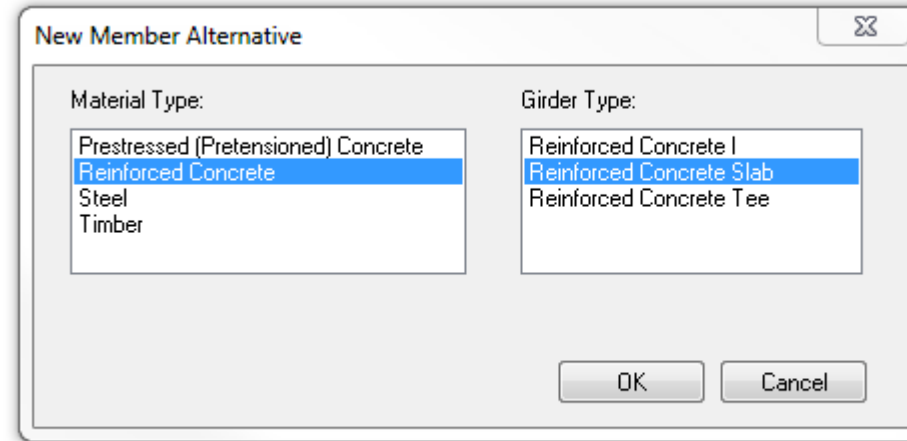 New Member Alternative
Material Type:
Prestressed (Pretensioned) Concrete
Reinforced Concrete
Steel
Timber
Girder Type:
Reinforced Concrete I
Reinforced Concrete Slab
Reinforced Concrete Tee
OK
Cancel